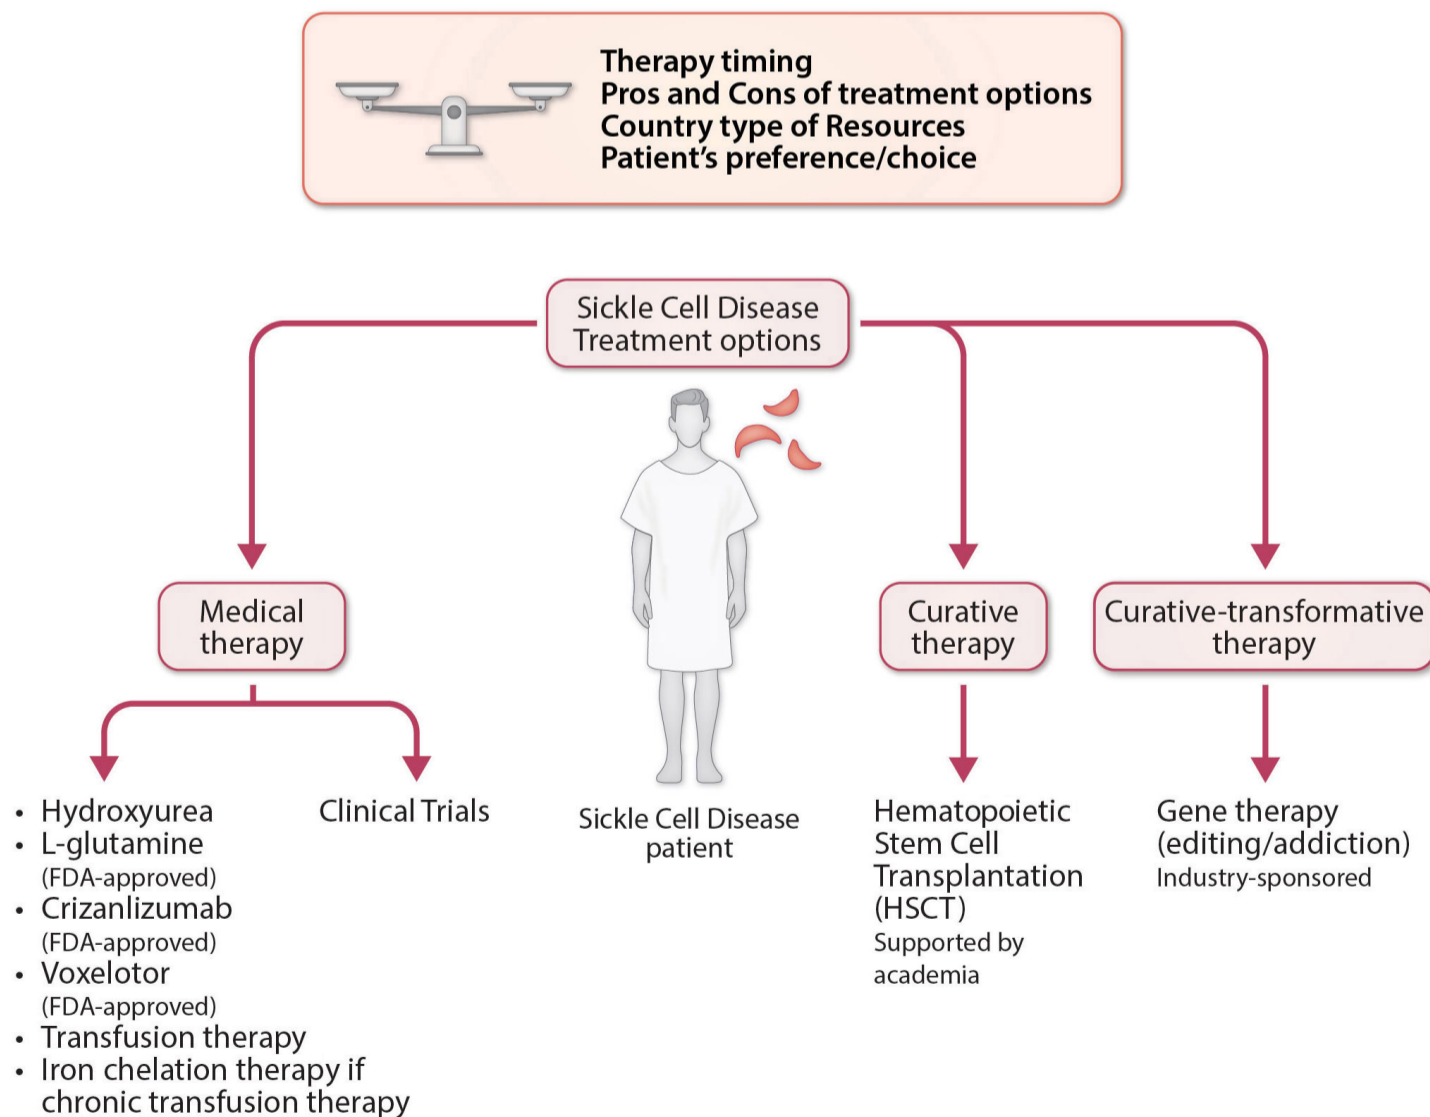 Therapy timing
Pros and Cons of treatment options
Country type of Resources
Patient’s preference/choice
Sickle Cell Disease
Treatment options
Medical
therapy
Curative
therapy
Curative-transformative
therapy
• Hydroxyurea
• L-glutamine
(FDA-approved)
• Crizanlizumab
(FDA-approved)
• Voxelotor
(FDA-approved)
• Transfusion therapy
• Iron chelation therapy if
chronic transfusion therapy
Clinical Trials
Sickle Cell Disease
patient
Hematopoietic
Stem Cell
Transplantation
(HSCT)
Supported by
academia
Gene therapy
(editing/addiction)
Industry-sponsored